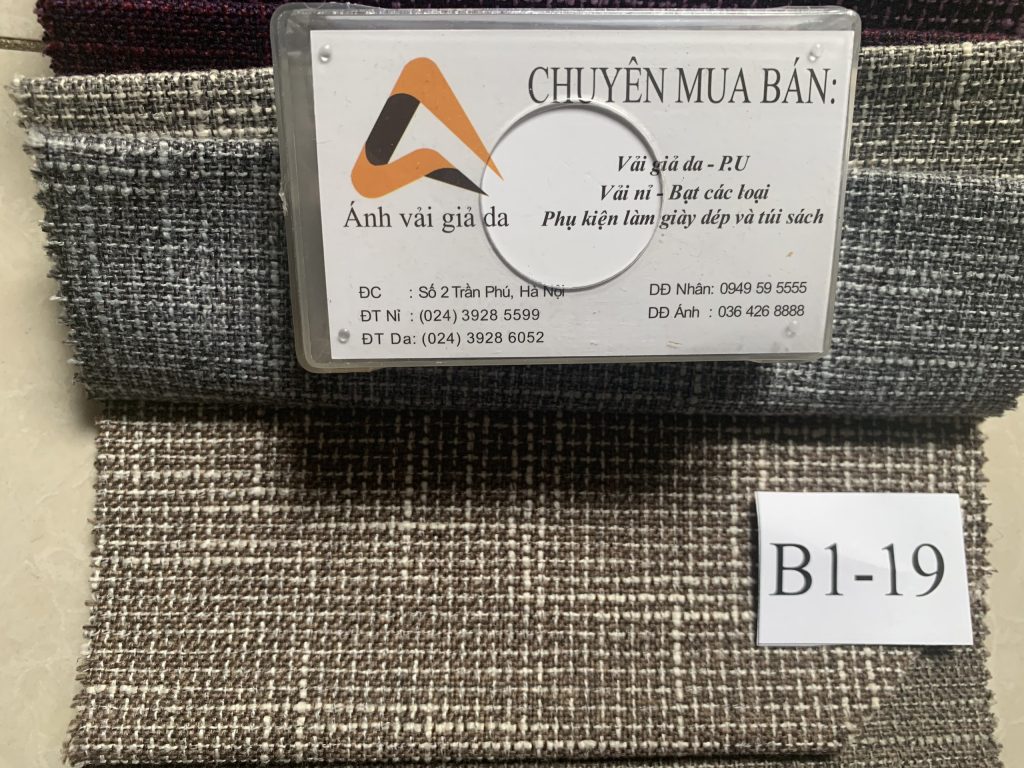 CHUYÊN MUA BÁN:
Vải giả da - P.U
Vải nỉ - Bạt các loại
Phụ kiện làm giày dép và túi sách
Ánh vải giả da
ĐC : Số 2 Trần Phú, Hà Nội
ĐT Nỉ : (024) 3928 5599
ĐT Da: (024) 3928 6052
DĐ Nhân: 0949 59 5555
DĐ Ánh : 036 426 8888
B1-19